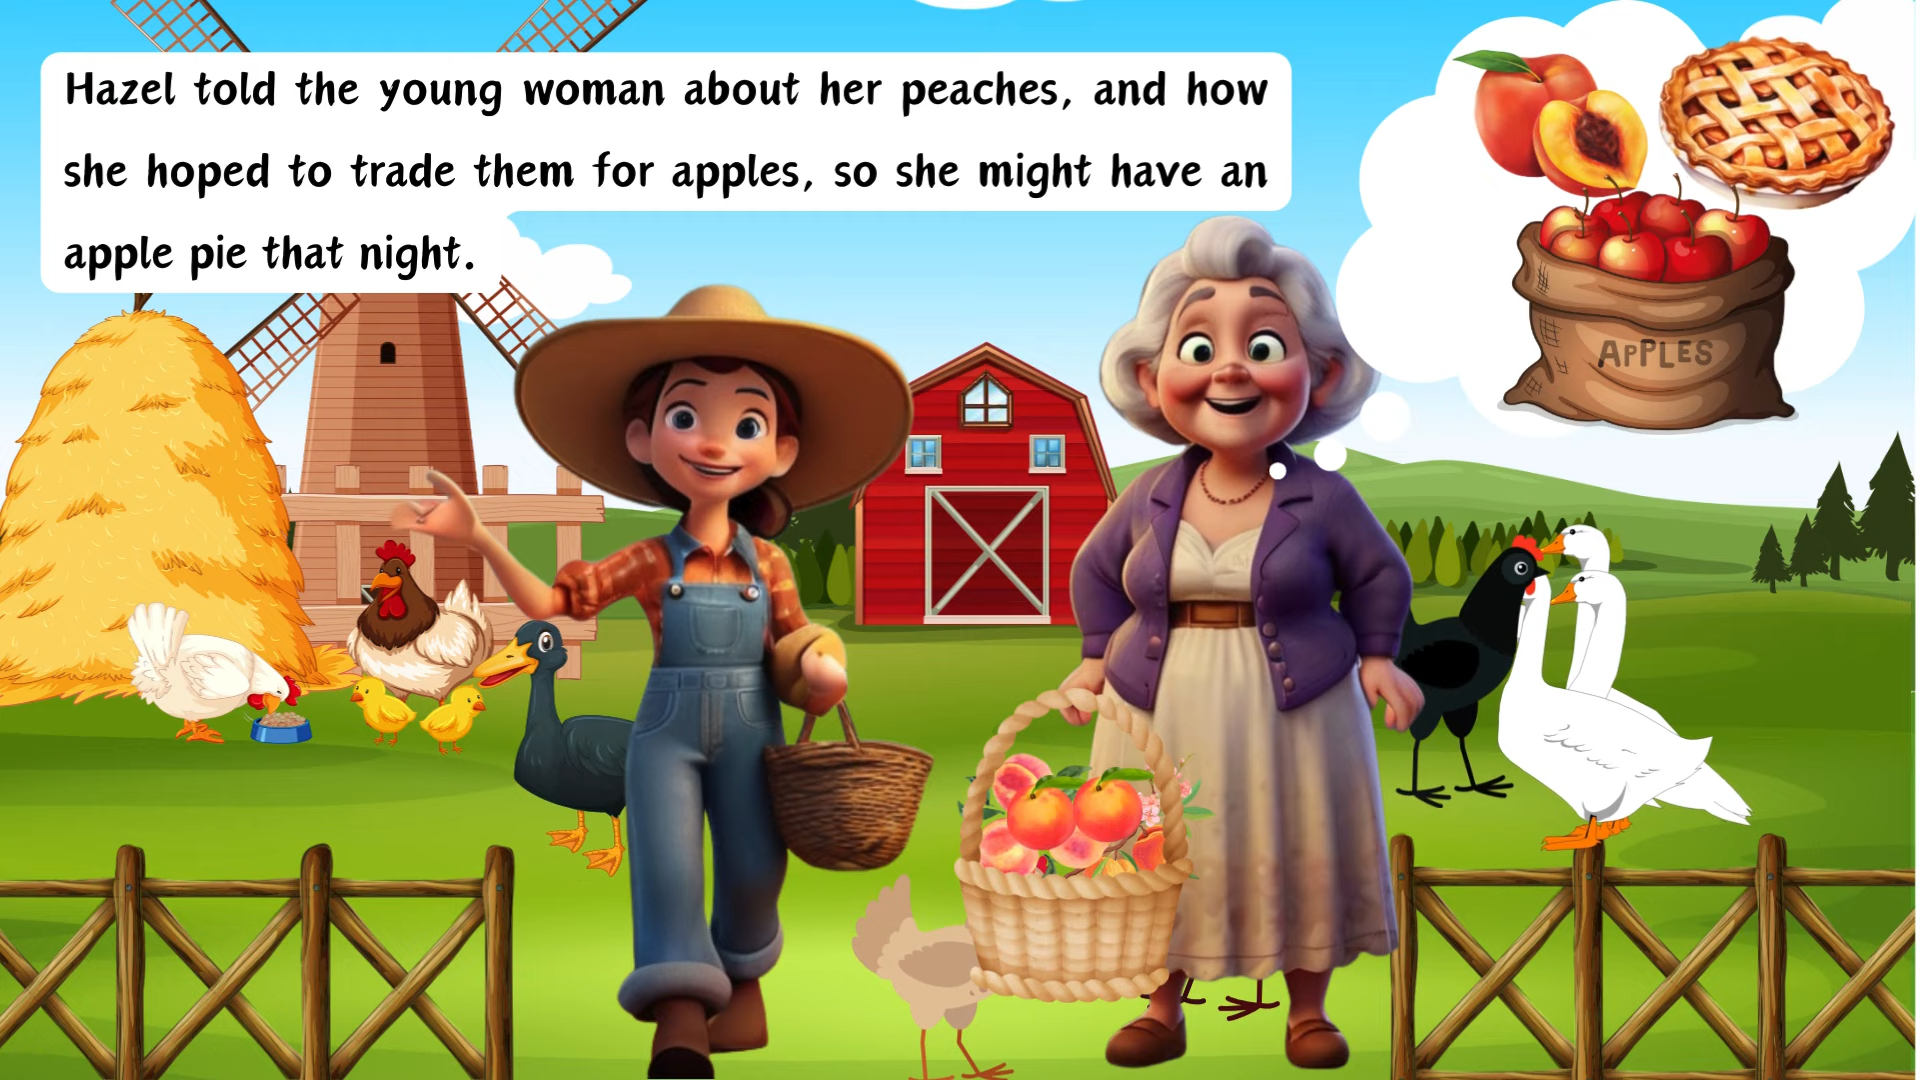 Hazel told the young woman about her peaches, and how
she hoped to trade them for apples, so she might have an
apple pie that night.
APPLES